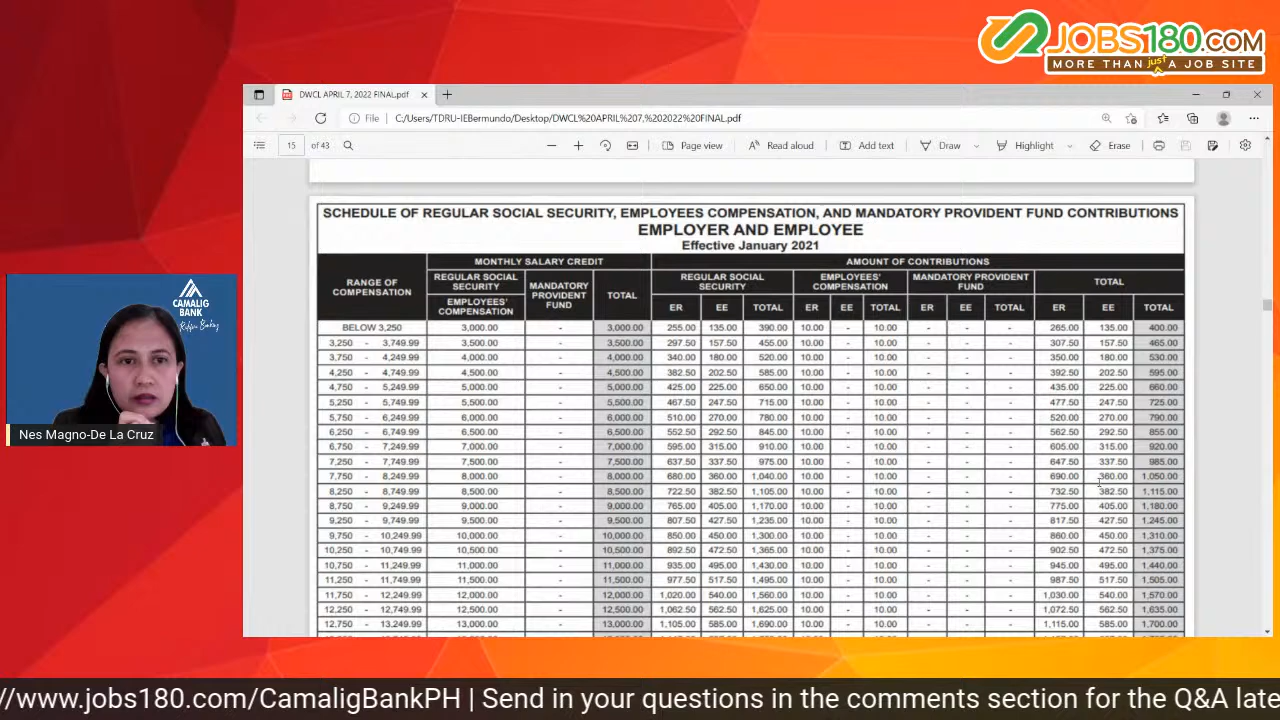 JOBS180.COM
MORE THAN just A JOB SITE
DWCL APRIL 7, 2022 FINAL.pdf
File | C:/Users/TDRU-IEBermundo/Desktop/DWCL%20APRIL%207,%202022%20FINAL.pdf
15 of 43 Page view Read aloud Add text Draw Highlight Erase
SCHEDULE OF REGULAR SOCIAL SECURITY, EMPLOYEES COMPENSATION, AND MANDATORY PROVIDENT FUND CONTRIBUTIONS
EMPLOYER AND EMPLOYEE
Effective January 2021
RANGE OF COMPENSATION MONTHLY SALARY CREDIT AMOUNT OF CONTRIBUTIONS
REGULAR SOCIAL SECURITY EMPLOYEES' COMPENSATION MANDATORY PROVIDENT FUND TOTAL REGULAR SOCIAL SECURITY EMPLOYEES' COMPENSATION MANDATORY PROVIDENT FUND TOTAL
ER EE TOTAL ER EE TOTAL ER EE TOTAL ER EE TOTAL
BELOW 3,250 3,000.00 - 3,000.00 255.00 135.00 390.00 10.00 - 10.00 - - - 265.00 135.00 400.00
3,250 - 3,749.99 3,500.00 - 3,500.00 297.50 157.50 455.00 10.00 - 10.00 - - - 307.50 157.50 465.00
3,750 - 4,249.99 4,000.00 - 4,000.00 340.00 180.00 520.00 10.00 - 10.00 - - - 350.00 180.00 530.00
4,250 - 4,749.99 4,500.00 - 4,500.00 382.50 202.50 585.00 10.00 - 10.00 - - - 392.50 202.50 595.00
4,750 - 5,249.99 5,000.00 - 5,000.00 425.00 225.00 650.00 10.00 - 10.00 - - - 435.00 225.00 660.00
5,250 - 5,749.99 5,500.00 - 5,500.00 467.50 247.50 715.00 10.00 - 10.00 - - - 477.50 247.50 725.00
5,750 - 6,249.99 6,000.00 - 6,000.00 510.00 270.00 780.00 10.00 - 10.00 - - - 520.00 270.00 790.00
6,250 - 6,749.99 6,500.00 - 6,500.00 552.50 292.50 845.00 10.00 - 10.00 - - - 562.50 292.50 855.00
6,750 - 7,249.99 7,000.00 - 7,000.00 595.00 315.00 910.00 10.00 - 10.00 - - - 605.00 315.00 920.00
7,250 - 7,749.99 7,500.00 - 7,500.00 637.50 337.50 975.00 10.00 - 10.00 - - - 647.50 337.50 985.00
7,750 - 8,249.99 8,000.00 - 8,000.00 680.00 360.00 1,040.00 10.00 - 10.00 - - - 690.00 360.00 1,050.00
8,250 - 8,749.99 8,500.00 - 8,500.00 722.50 382.50 1,105.00 10.00 - 10.00 - - - 732.50 382.50 1,115.00
8,750 - 9,249.99 9,000.00 - 9,000.00 765.00 405.00 1,170.00 10.00 - 10.00 - - - 775.00 405.00 1,180.00
9,250 - 9,749.99 9,500.00 - 9,500.00 807.50 427.50 1,235.00 10.00 - 10.00 - - - 817.50 427.50 1,245.00
9,750 - 10,249.99 10,000.00 - 10,000.00 850.00 450.00 1,300.00 10.00 - 10.00 - - - 860.00 450.00 1,310.00
10,250 - 10,749.99 10,500.00 - 10,500.00 892.50 472.50 1,365.00 10.00 - 10.00 - - - 902.50 472.50 1,375.00
10,750 - 11,249.99 11,000.00 - 11,000.00 935.00 495.00 1,430.00 10.00 - 10.00 - - - 945.00 495.00 1,440.00
11,250 - 11,749.99 11,500.00 - 11,500.00 977.50 517.50 1,495.00 10.00 - 10.00 - - - 987.50 517.50 1,505.00
11,750 - 12,249.99 12,000.00 - 12,000.00 1,020.00 540.00 1,560.00 10.00 - 10.00 - - - 1,030.00 540.00 1,570.00
12,250 - 12,749.99 12,500.00 - 12,500.00 1,062.50 562.50 1,625.00 10.00 - 10.00 - - - 1,072.50 562.50 1,635.00
12,750 - 13,249.99 13,000.00 - 13,000.00 1,105.00 585.00 1,690.00 10.00 - 10.00 - - - 1,115.00 585.00 1,700.00
CAMALIG
BANK
Nes Magno-De La Cruz
//www.jobs180.com/CamaligBankPH | Send in your questions in the comments section for the Q&A late